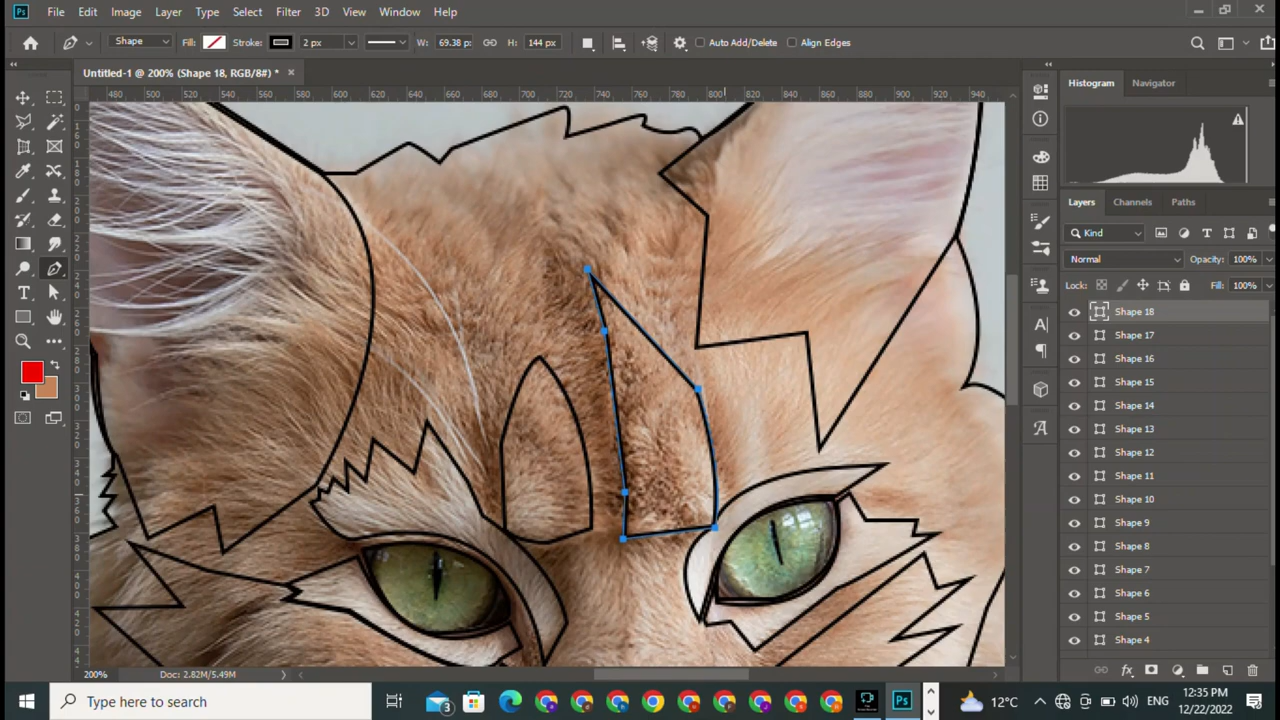 Ps File Edit Image Layer Type Select Filter 3D View Window Help
Shape Fill: Stroke: 2 px W: 69.38 p: H: 144 px Auto Add/Delete Align Edges
Untitled-1 @ 200% (Shape 18, RGB/8#) *
480 500 520 540 560 580 600 620 640 660 680 700 720 740 760 780 800 820 840 860 880 900 920 940
Histogram Navigator
Layers Channels Paths
Kind
Normal Opacity: 100%
Lock: Fill: 100%
Shape 18
Shape 17
Shape 16
Shape 15
Shape 14
Shape 13
Shape 12
Shape 11
Shape 10
Shape 9
Shape 8
Shape 7
Shape 6
Shape 5
Shape 4
200% Doc: 2.82M/5.49M
Type here to search 3 Ps 12°C ENG 12:35 PM
12/22/2022